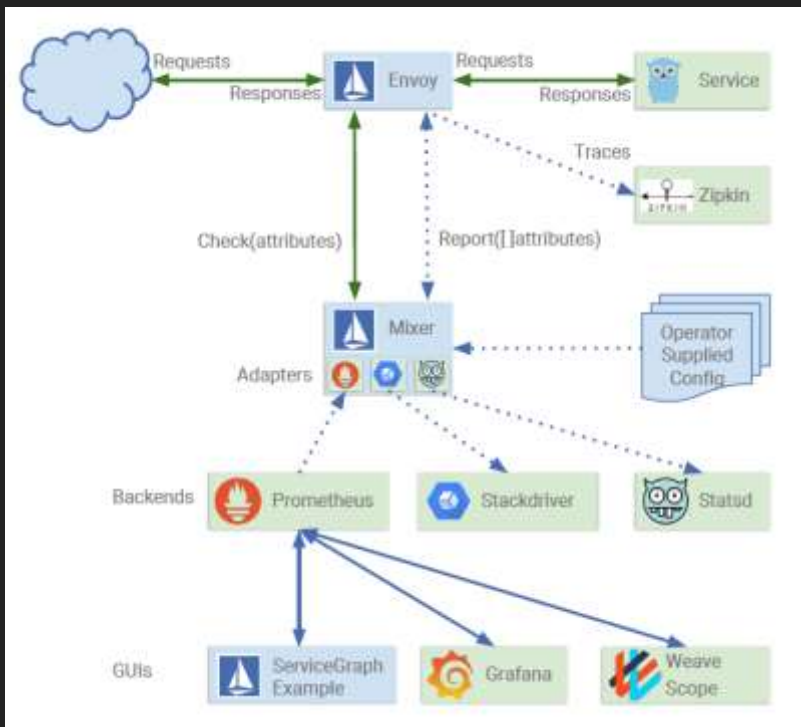 Requests
Responses
Envoy
Requests
Responses
Service
Traces
ZIPKIN
Zipkin
Check(attributes)
Report([]attributes)
Mixer
Operator
Supplied
Config
Adapters
Backends
Prometheus
Stackdriver
Statsd
GUIs
ServiceGraph
Example
Grafana
Weave
Scope